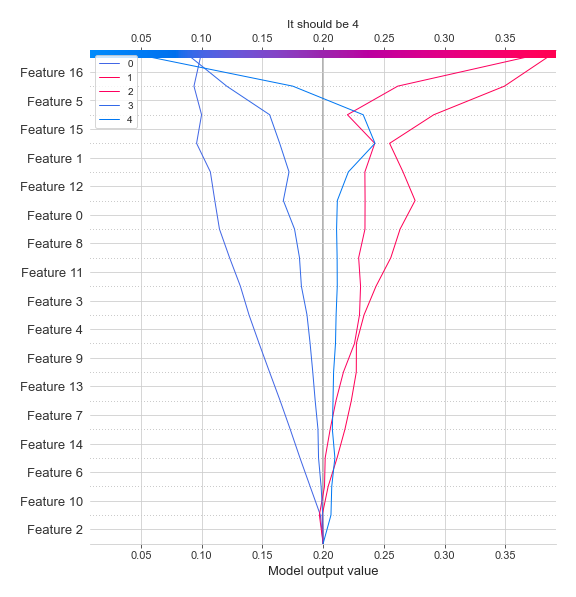 It should be 4
0.05 0.10 0.15 0.20 0.25 0.30 0.35
0
1
2
3
4
Feature 16
Feature 5
Feature 15
Feature 1
Feature 12
Feature 0
Feature 8
Feature 11
Feature 3
Feature 4
Feature 9
Feature 13
Feature 7
Feature 14
Feature 6
Feature 10
Feature 2
0.05 0.10 0.15 0.20 0.25 0.30 0.35
Model output value